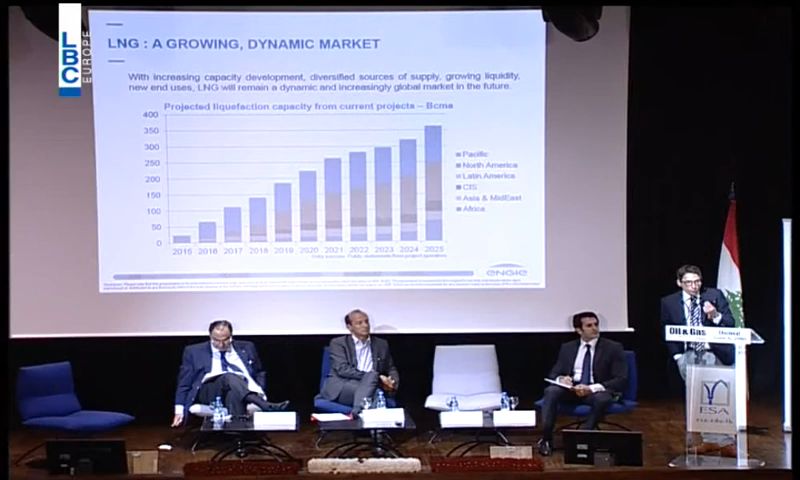 LBC
EUROPE
LNG : A GROWING, DYNAMIC MARKET
With increasing capacity development, diversified sources of supply, growing liquidity,
new end uses, LNG will remain a dynamic and increasingly global market in the future.
Projected liquefaction capacity from current projects – Bcma
400
350
300
250
200
150
100
50
0
2015 2016 2017 2018 2019 2020 2021 2022 2023 2024 2025
Pacific
North America
Latin America
CIS
Asia & MidEast
Africa
ENGIE
Oil & Gas
ESA